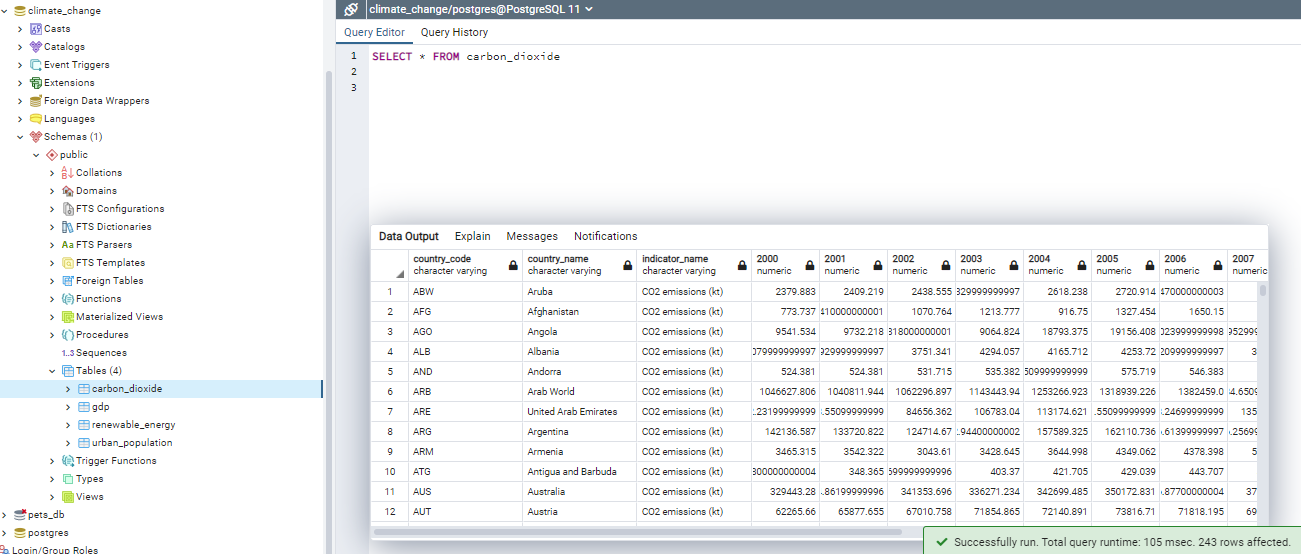 climate_change
Casts
Catalogs
Event Triggers
Extensions
Foreign Data Wrappers
Languages
Schemas (1)
public
Collations
Domains
FTS Configurations
FTS Dictionaries
FTS Parsers
FTS Templates
Foreign Tables
Functions
Materialized Views
Procedures
1..3 Sequences
Tables (4)
carbon_dioxide
gdp
renewable_energy
urban_population
Trigger Functions
Types
Views
pets_db
postgres
Login/Group Roles
climate_change/postgres@PostgreSQL 11
Query Editor Query History
1 SELECT * FROM carbon_dioxide
2
3
Data Output Explain Messages Notifications
country_code country_name indicator_name 2000 2001 2002 2003 2004 2005 2006 2007
character varying character varying character varying numeric numeric numeric numeric numeric numeric numeric numeric
1 ABW Aruba CO2 emissions (kt) 2379.883 2409.219 2438.555 329999999997 2618.238 2720.914 470000000003
2 AFG Afghanistan CO2 emissions (kt) 773.737 410000000001 1070.764 1213.777 916.75 1327.454 1650.15
3 AGO Angola CO2 emissions (kt) 9541.534 9732.218 318000000001 9064.824 18793.375 19156.408 023999999998 952999
4 ALB Albania CO2 emissions (kt) 079999999997 929999999997 3751.341 4294.057 4165.712 4253.72 209999999997 3
5 AND Andorra CO2 emissions (kt) 524.381 524.381 531.715 535.382 509999999999 575.719 546.383
6 ARB Arab World CO2 emissions (kt) 1046627.806 1040811.944 1062296.897 1143443.94 1253266.923 1318939.226 1382459.0 34.6509
7 ARE United Arab Emirates CO2 emissions (kt) .23199999999 .55099999999 84656.362 106783.04 113174.621 .55099999999 .24699999999 135
8 ARG Argentina CO2 emissions (kt) 142136.587 133720.822 124714.67 .94400000002 157589.325 162110.736 .61399999997 .25699
9 ARM Armenia CO2 emissions (kt) 3465.315 3542.322 3043.61 3428.645 3644.998 4349.062 4378.398 5
10 ATG Antigua and Barbuda CO2 emissions (kt) 300000000004 348.365 599999999996 403.37 421.705 429.039 443.707
11 AUS Australia CO2 emissions (kt) 329443.28 .86199999996 341353.696 336271.234 342699.485 350172.831 .87700000004 37
12 AUT Austria CO2 emissions (kt) 62265.66 65877.655 67010.758 71854.865 72140.891 73816.71 71818.195 69
Successfully run. Total query runtime: 105 msec. 243 rows affected.